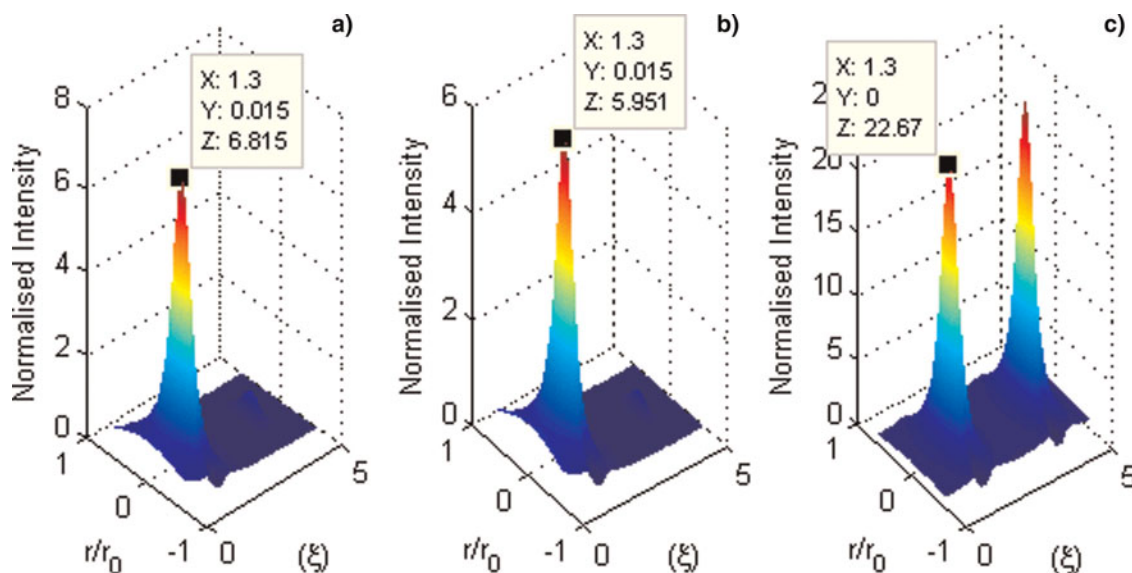 a)
X: 1.3
Y: 0.015
Z: 6.815
Normalised Intensity
8
6
4
2
0
1
0
-1
r/r0
0
5
(ξ)
b)
X: 1.3
Y: 0.015
Z: 5.951
Normalised Intensity
6
4
2
0
1
0
-1
r/r0
0
5
(ξ)
c)
X: 1.3
Y: 0
Z: 22.67
Normalised Intensity
20
15
10
5
0
1
0
-1
r/r0
0
5
(ξ)